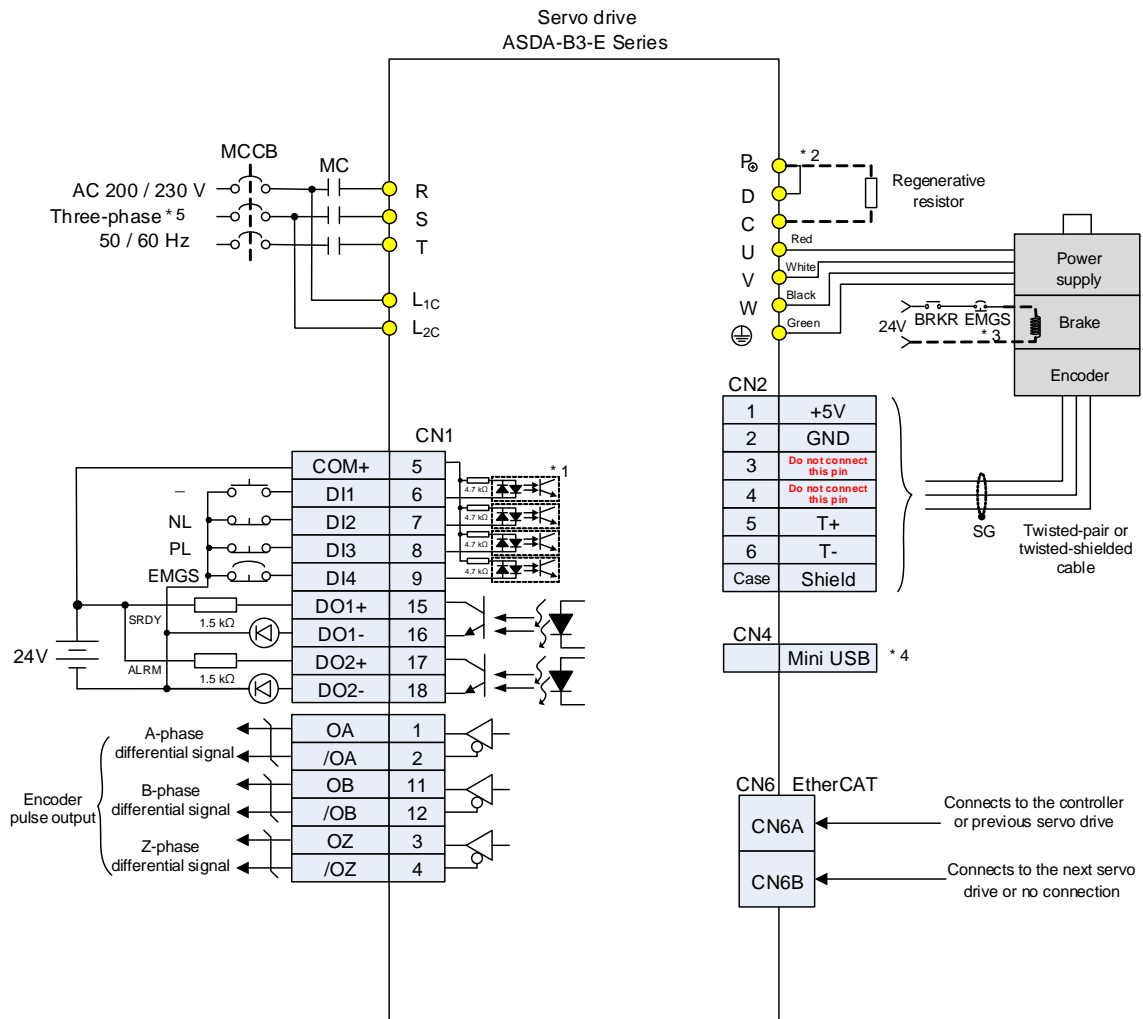 Servo drive
ASDA-B3-E Series
MCCB
MC
AC 200 / 230 V
Three-phase * 5
50 / 60 Hz
R
S
T
L1C
L2C
P⊕
* 2
D
C
Regenerative
resistor
U
Red
V
White
W
Black
Green
Power
supply
24V
BRKR
EMGS
* 3
Brake
Encoder
CN2
1 +5V
2 GND
3 Do not connect
this pin
4 Do not connect
this pin
5 T+
6 T-
Case Shield
SG
Twisted-pair or
twisted-shielded
cable
CN4
Mini USB
* 4
CN6 EtherCAT
CN6A
Connects to the controller
or previous servo drive
CN6B
Connects to the next servo
drive or no connection
CN1
COM+ 5
* 1
– DI1 6
4.7 kΩ
NL DI2 7
4.7 kΩ
PL DI3 8
4.7 kΩ
EMGS DI4 9
4.7 kΩ
DO1+ 15
SRDY
1.5 kΩ
DO1- 16
24V
DO2+ 17
ALRM
1.5 kΩ
DO2- 18
Encoder
pulse output
A-phase
differential signal
OA 1
/OA 2
B-phase
differential signal
OB 11
/OB 12
Z-phase
differential signal
OZ 3
/OZ 4